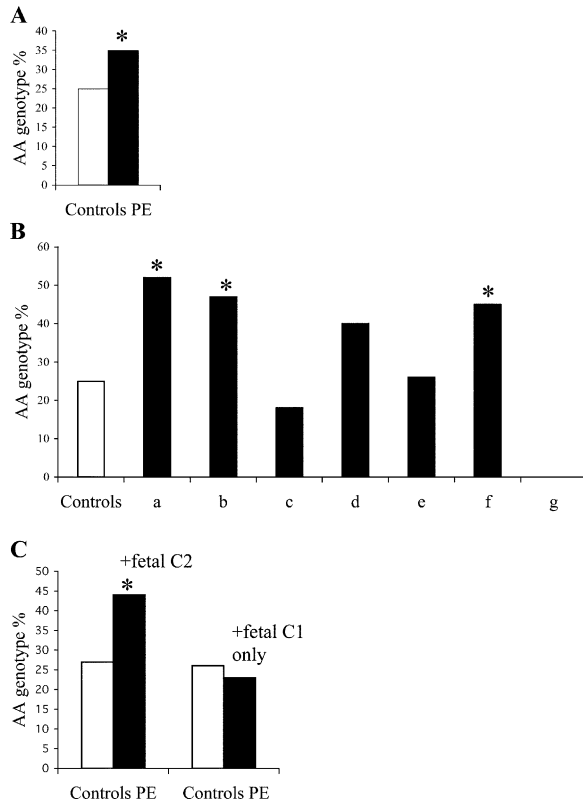 A
AA genotype %
40
35
30
25
20
15
10
5
0
*
Controls PE
B
AA genotype %
60
50
40
30
20
10
0
* * *
Controls a b c d e f g
C
AA genotype %
50
45
40
35
30
25
20
15
10
5
0
+fetal C2
*
+fetal C1
only
Controls PE Controls PE